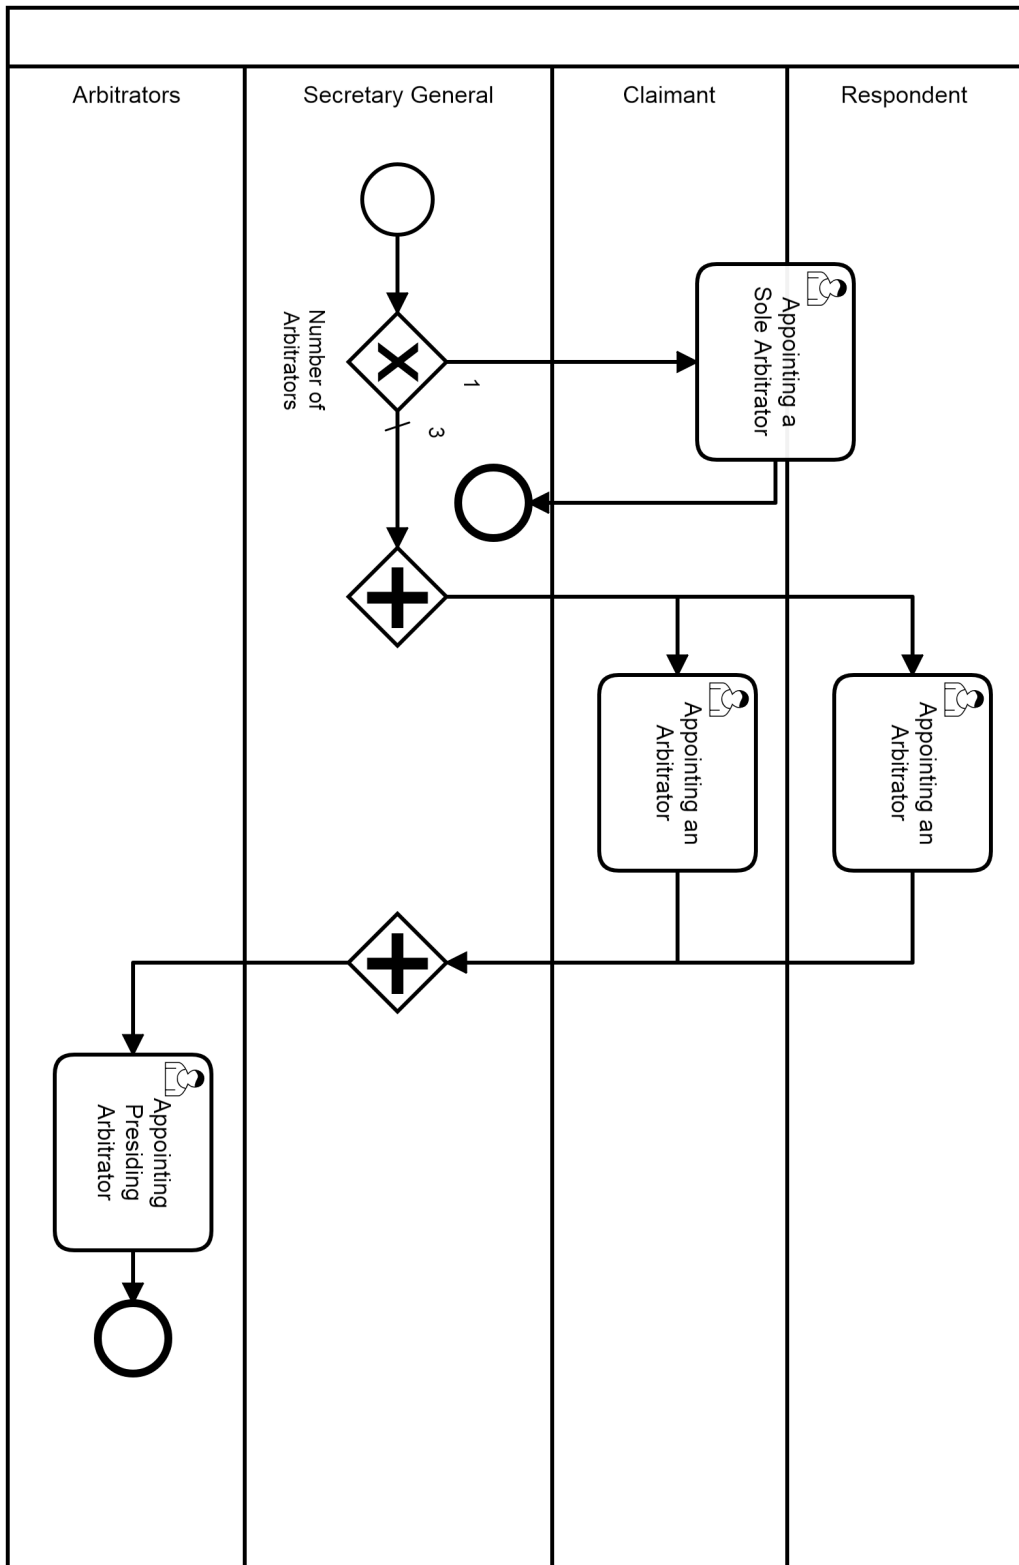 Arbitrators
Secretary General
Claimant
Respondent
Appointing a
Sole Arbitrator
Number of
Arbitrators
1
3
Appointing an
Arbitrator
Appointing an
Arbitrator
Appointing
Presiding
Arbitrator